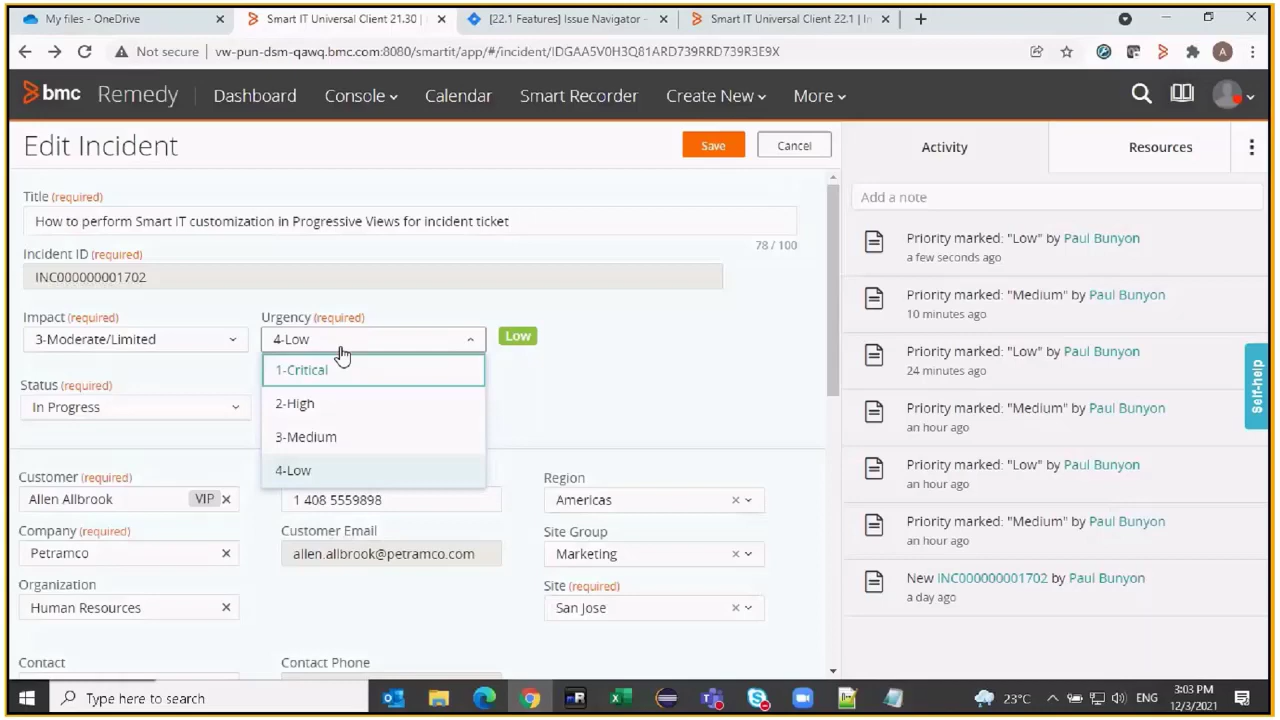 My files - OneDrive
Smart IT Universal Client 21.30 |
[22.1 Features] Issue Navigator -
Smart IT Universal Client 22.1 | In
Not secure
vw-pun-dsm-qawq.bmc.com:8080/smartit/app/#/incident/IDGAA5V0H3Q81ARD739RRD739R3E9X
A
bmc Remedy Dashboard Console Calendar Smart Recorder Create New More
Edit Incident
Save
Cancel
Title (required)
How to perform Smart IT customization in Progressive Views for incident ticket
78 / 100
Incident ID (required)
INC000000001702
Impact (required)
3-Moderate/Limited
Urgency (required)
4-Low
Low
1-Critical
2-High
3-Medium
4-Low
Status (required)
In Progress
Customer (required)
Allen Allbrook
VIP
1 408 5559898
Region
Americas
Company (required)
Petramco
Customer Email
allen.allbrook@petramco.com
Site Group
Marketing
Organization
Human Resources
Site (required)
San Jose
Contact
Contact Phone
Activity
Resources
Add a note
Priority marked: "Low" by Paul Bunyon
a few seconds ago
Priority marked: "Medium" by Paul Bunyon
10 minutes ago
Priority marked: "Low" by Paul Bunyon
24 minutes ago
Priority marked: "Medium" by Paul Bunyon
an hour ago
Priority marked: "Low" by Paul Bunyon
an hour ago
Priority marked: "Medium" by Paul Bunyon
an hour ago
New INC000000001702 by Paul Bunyon
a day ago
Self-help
Type here to search
23°C
ENG
3:03 PM
12/3/2021